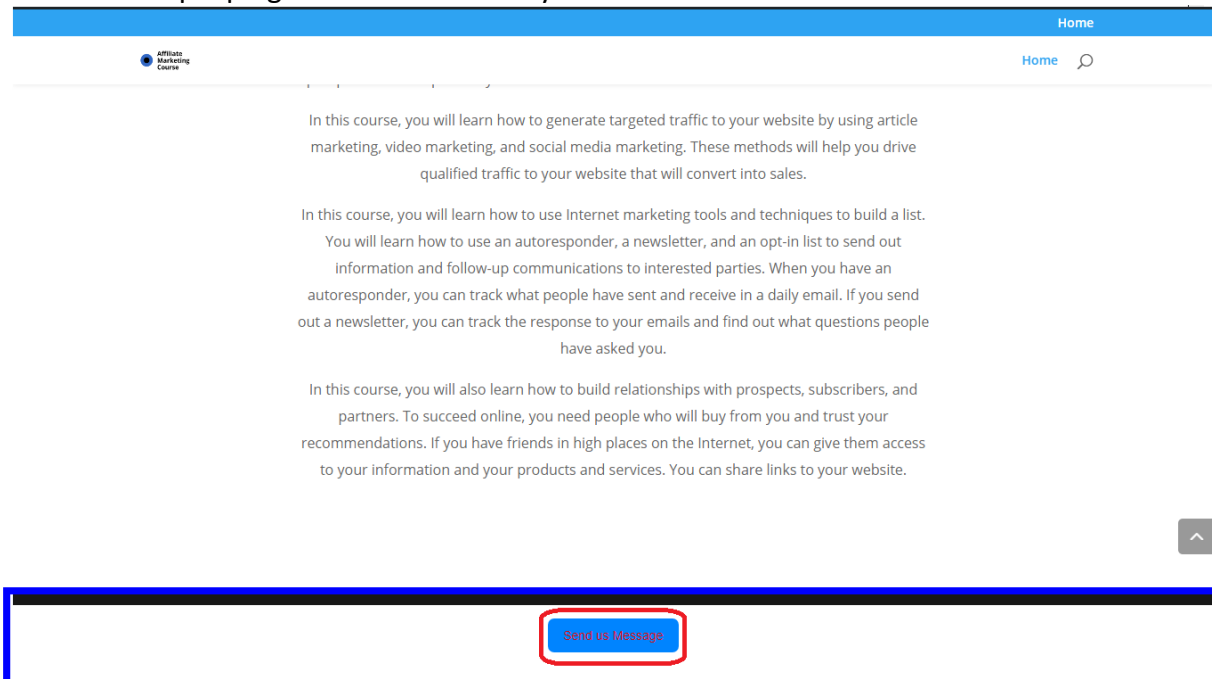 Home
Affiliate
Marketing
Course
Home
In this course, you will learn how to generate targeted traffic to your website by using article
marketing, video marketing, and social media marketing. These methods will help you drive
qualified traffic to your website that will convert into sales.
In this course, you will learn how to use Internet marketing tools and techniques to build a list.
You will learn how to use an autoresponder, a newsletter, and an opt-in list to send out
information and follow-up communications to interested parties. When you have an
autoresponder, you can track what people have sent and receive in a daily email. If you send
out a newsletter, you can track the response to your emails and find out what questions people
have asked you.
In this course, you will also learn how to build relationships with prospects, subscribers, and
partners. To succeed online, you need people who will buy from you and trust your
recommendations. If you have friends in high places on the Internet, you can give them access
to your information and your products and services. You can share links to your website.
Send us Message